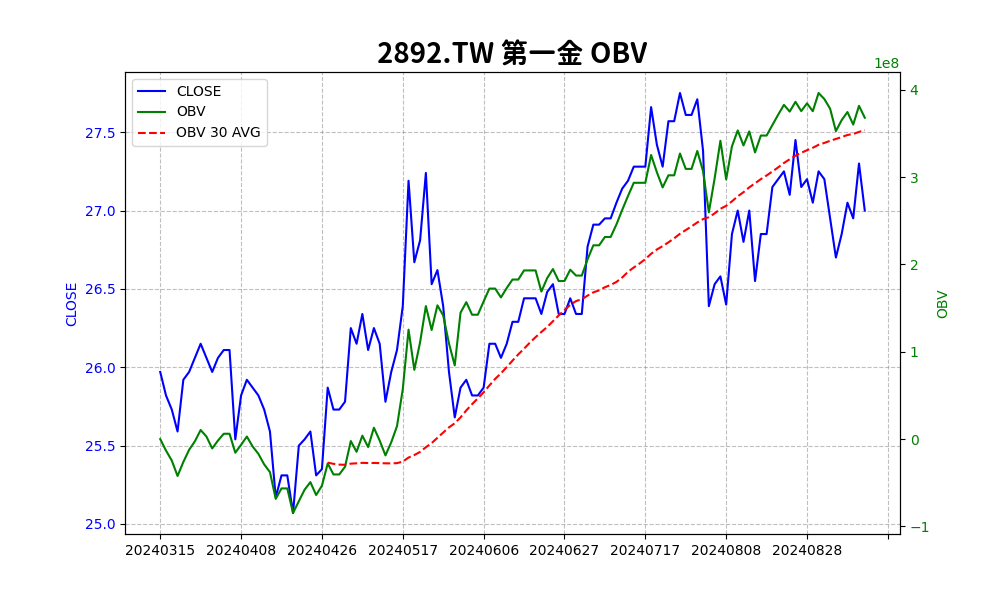 2892.TW 第一金 OBV
1e8
CLOSE
OBV
OBV 30 AVG
27.5
27.0
26.5
26.0
25.5
25.0
CLOSE
4
3
2
1
0
−1
OBV
20240315 20240408 20240426 20240517 20240606 20240627 20240717 20240808 20240828